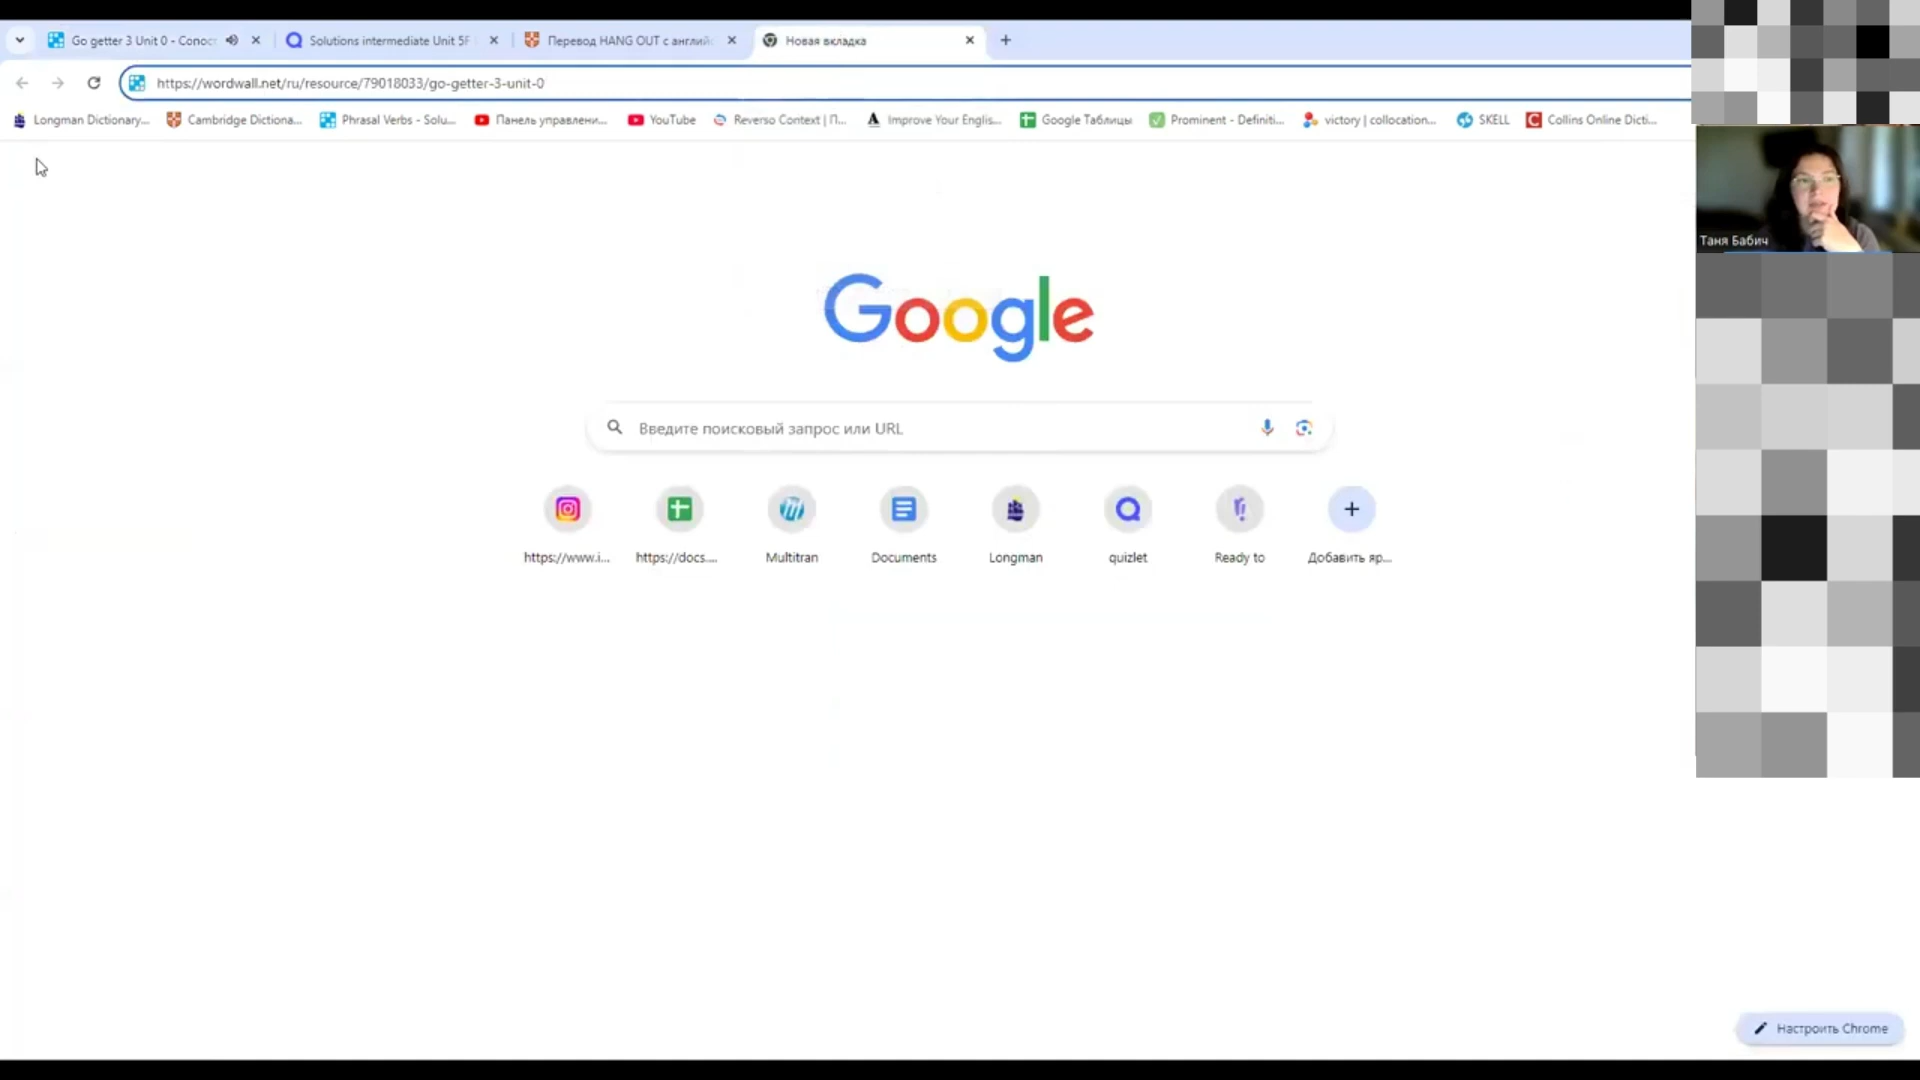 Go getter 3 Unit 0 - Сопост
Solutions intermediate Unit 5F
Перевод HANG OUT с английс
Новая вкладка
https://wordwall.net/ru/resource/79018033/go-getter-3-unit-0
Longman Dictionary...
Cambridge Dictiona...
Phrasal Verbs - Solu...
Панель управлени...
YouTube
Reverso Context | П...
Improve Your Englis...
Google Таблицы
Prominent - Definiti...
victory | collocation...
SKELL
Collins Online Dicti...
Таня Бабич
Google
Введите поисковый запрос или URL
https://www.i...
https://docs....
Multitran
Documents
Longman
quizlet
Ready to
Добавить яр...
Настроить Chrome